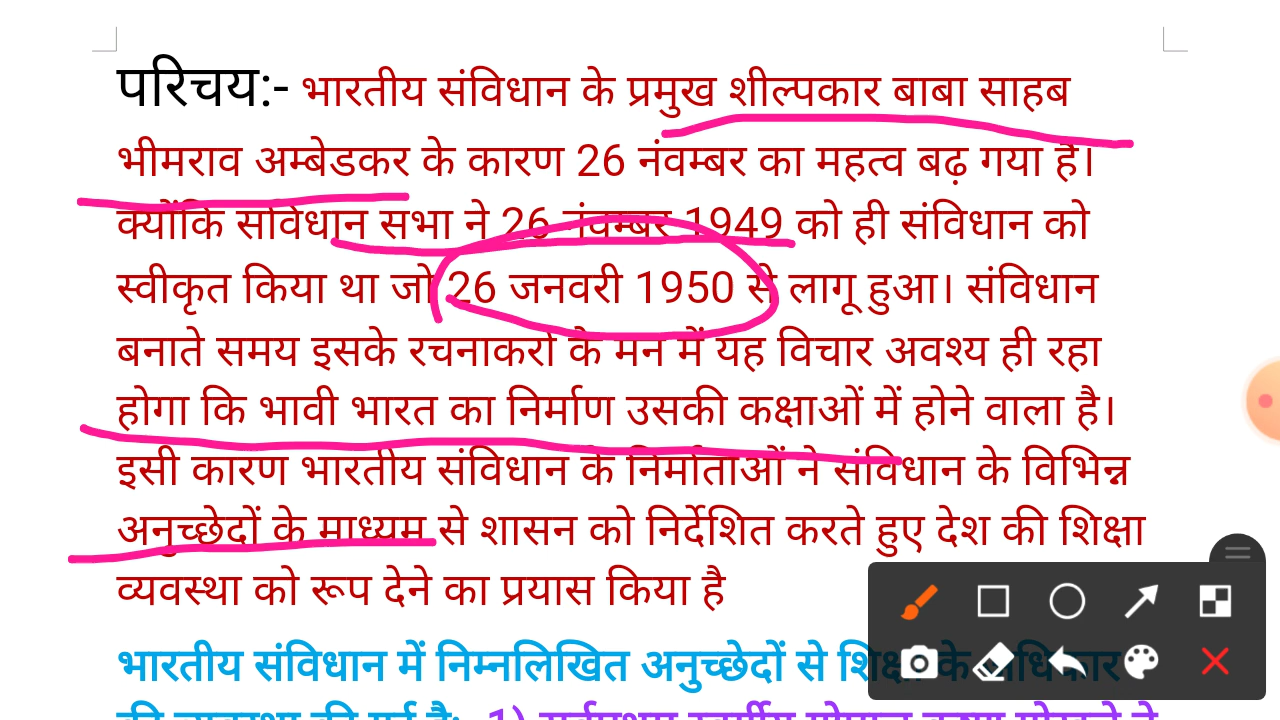 परिचय:- भारतीय संविधान के प्रमुख शील्पकार बाबा साहब
भीमराव अम्बेडकर के कारण 26 नंवम्बर का महत्व बढ़ गया है।
क्योंकि संविधान सभा ने 26 नंवम्बर 1949 को ही संविधान को
स्वीकृत किया था जो 26 जनवरी 1950 से लागू हुआ। संविधान
बनाते समय इसके रचनाकरों के मन में यह विचार अवश्य ही रहा
होगा कि भावी भारत का निर्माण उसकी कक्षाओं में होने वाला है।
इसी कारण भारतीय संविधान के निर्माताओं ने संविधान के विभिन्न
अनुच्छेदों के माध्यम से शासन को निर्देशित करते हुए देश की शिक्षा
व्यवस्था को रूप देने का प्रयास किया है
भारतीय संविधान में निम्नलिखित अनुच्छेदों से शिक्षा के अधिकार